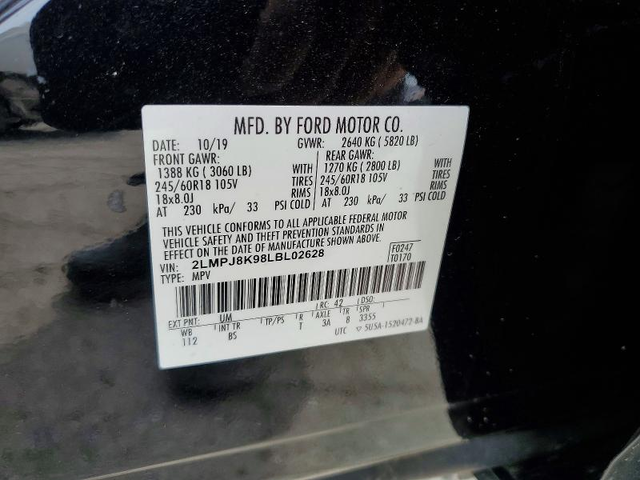 MFD. BY FORD MOTOR CO.
DATE: 10/19 GVWR: 2640 KG ( 5820 LB)
FRONT GAWR: REAR GAWR:
1388 KG ( 3060 LB) WITH 1270 KG ( 2800 LB) WITH
245/60R18 105V TIRES 245/60R18 105V TIRES
18x8.0J RIMS 18x8.0J RIMS
AT 230 kPa/ 33 PSI COLD AT 230 kPa/ 33 PSI COLD
THIS VEHICLE CONFORMS TO ALL APPLICABLE FEDERAL MOTOR
VEHICLE SAFETY AND THEFT PREVENTION STANDARDS IN
EFFECT ON THE DATE OF MANUFACTURE SHOWN ABOVE.
VIN: 2LMPJ8K98LBL02628 F0247
TYPE: MPV T0170
EXT PNT: UM RC: 42 DSO:
WB INT TR TP/PS R AXLE TR SPR
112 BS T 3A 8 3355
UTC ▽ 5U5A-1520472-BA